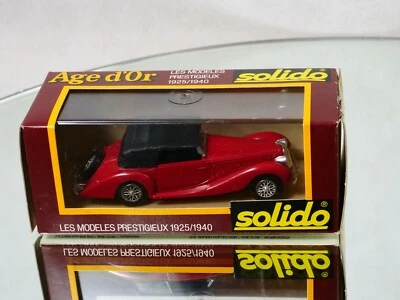 Age d'Or
LES MODELES
PRESTIGIEUX
1925/1940
solido
LES MODELES PRESTIGIEUX 1925/1940
solido